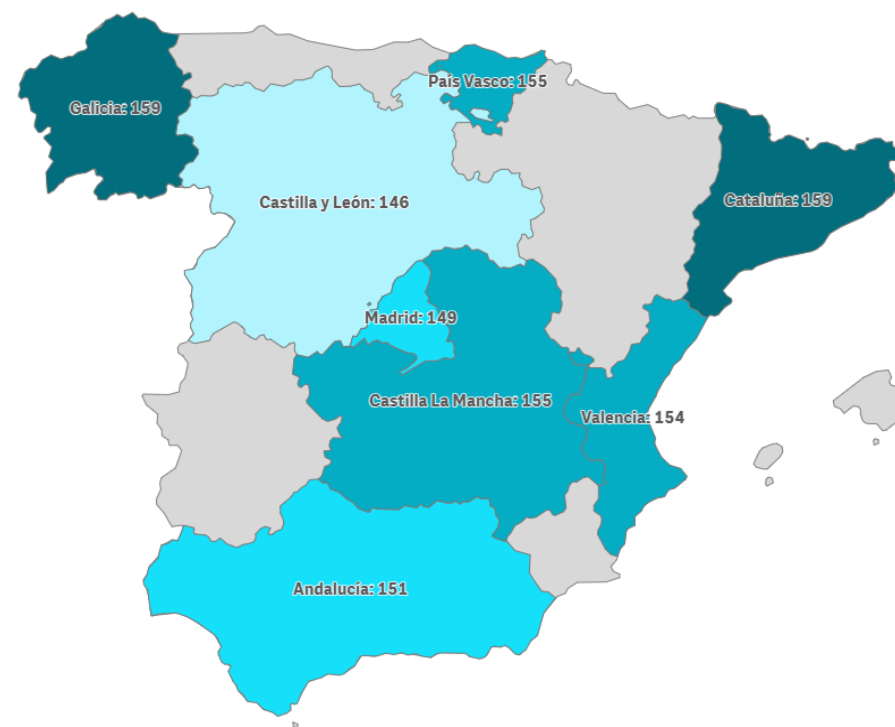 País Vasco: 155
Galicia: 159
Castilla y León: 146
Cataluña: 159
Madrid: 149
Castilla La Mancha: 155
Valencia: 154
Andalucía: 151